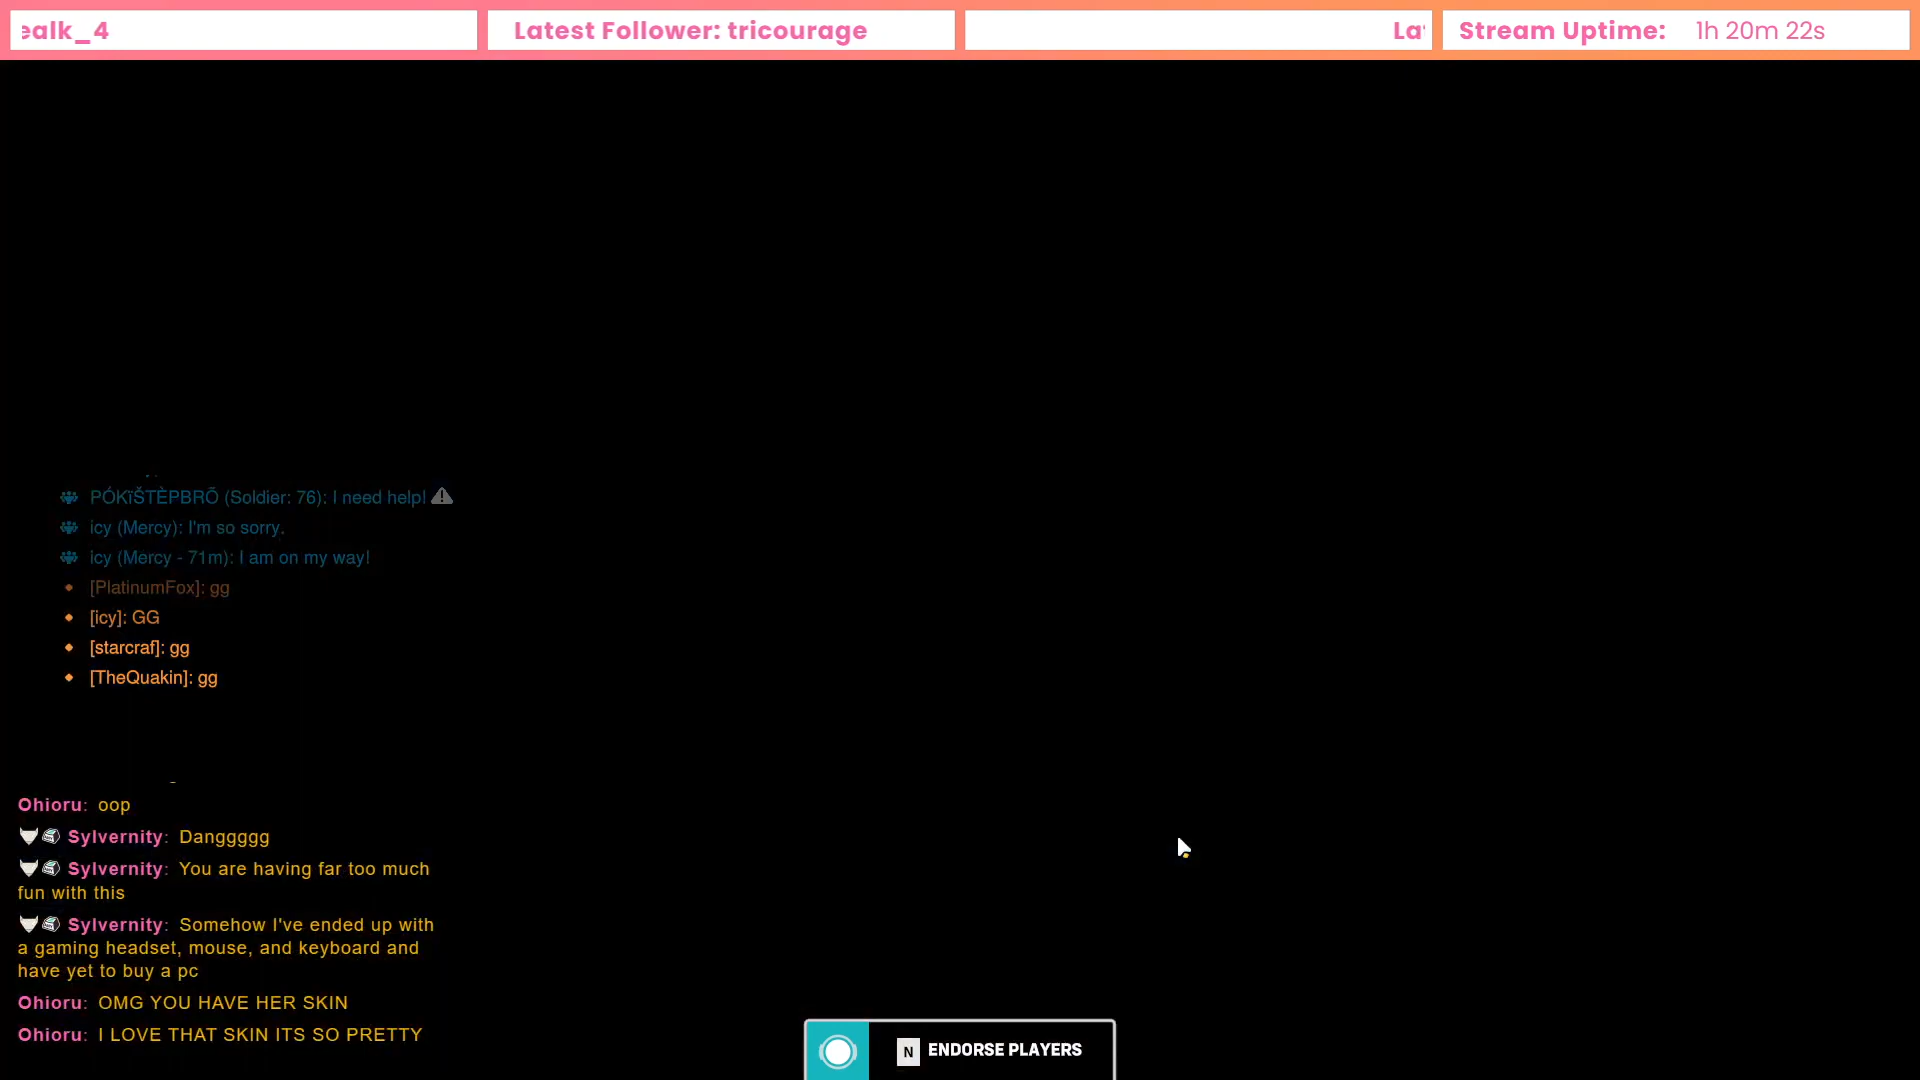 ealk_4
Latest Follower: tricourage
La
Stream Uptime: 1h 20m 22s
PÓKïŠTÈPBRÕ (Soldier: 76): I need help!
icy (Mercy): I'm so sorry.
icy (Mercy - 71m): I am on my way!
[PlatinumFox]: gg
[icy]: GG
[starcraf]: gg
[TheQuakin]: gg
Ohioru: oop
Sylvernity: Danggggg
Sylvernity: You are having far too much
fun with this
Sylvernity: Somehow I've ended up with
a gaming headset, mouse, and keyboard and
have yet to buy a pc
Ohioru: OMG YOU HAVE HER SKIN
Ohioru: I LOVE THAT SKIN ITS SO PRETTY
N ENDORSE PLAYERS